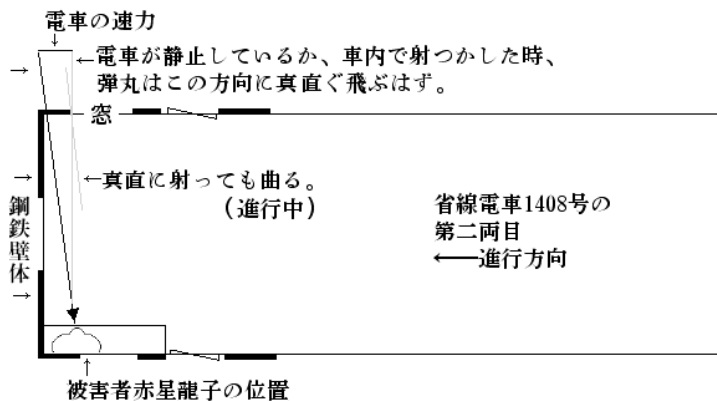 電車の速力
→
←電車が静止しているか、車内で射つかした時、
弾丸はこの方向に真直ぐ飛ぶはず。
窓
→
←真直に射っても曲る。
(進行中)
鋼鉄壁体
→
省線電車1408号の
第二両目
←──進行方向
被害者赤星龍子の位置